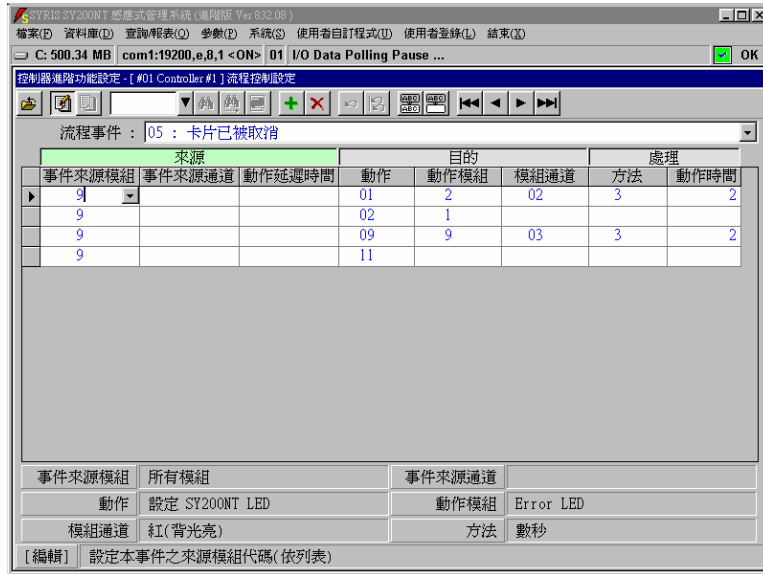 SYRIS SY200NT 感應式管理系統 (進階版 Ver 832.08 )
檔案(F) 資料庫(D) 查詢/報表(Q) 參數(P) 系統(S) 使用者自訂程式(U) 使用者登錄(L) 結束(X)
C: 500.34 MB com1:19200,e,8,1 <ON> 01 I/O Data Polling Pause ... OK
控制器進階功能設定 - [ #01 Controller #1 ] 流程控制設定
ABC ABC ABC
流程事件 : 05 : 卡片已被取消
來源 目的 處理
事件來源模組 事件來源通道 動作延遲時間 動作 動作模組 模組通道 方法 動作時間
9 01 2 02 3 2
9 02 1
9 09 9 03 3 2
9 11
事件來源模組 所有模組 事件來源通道
動作 設定 SY200NT LED 動作模組 Error LED
模組通道 紅(背光亮) 方法 數秒
[編輯] 設定本事件之來源模組代碼(依列表)